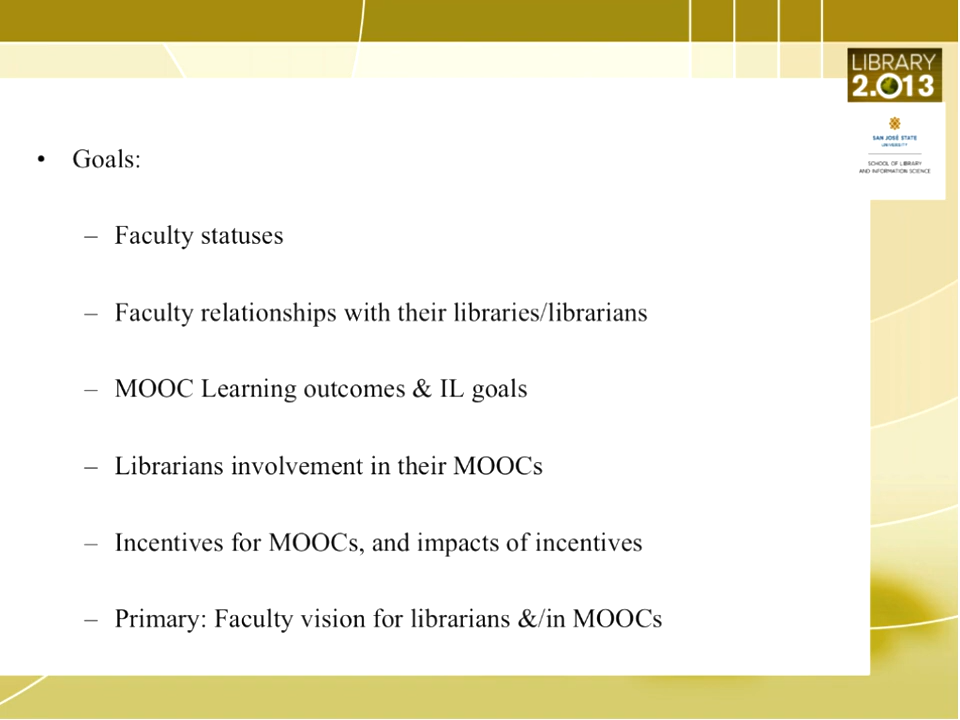 LIBRARY
2.013
SAN JOSÉ STATE
UNIVERSITY
SCHOOL OF LIBRARY
AND INFORMATION SCIENCE
• Goals:
– Faculty statuses
– Faculty relationships with their libraries/librarians
– MOOC Learning outcomes & IL goals
– Librarians involvement in their MOOCs
– Incentives for MOOCs, and impacts of incentives
– Primary: Faculty vision for librarians &/in MOOCs